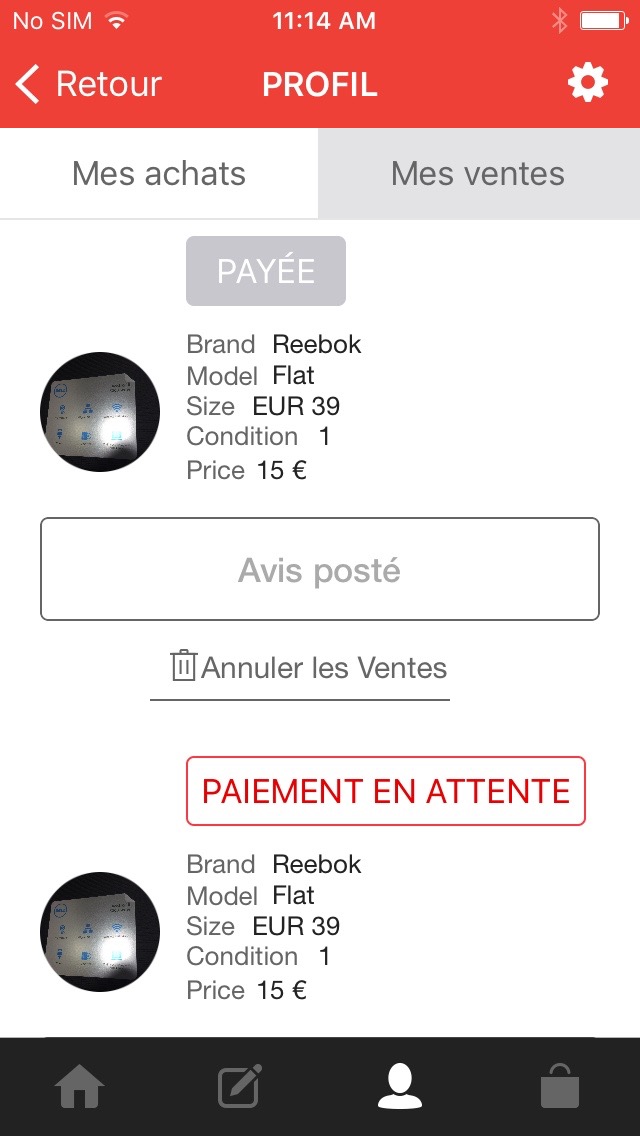 No SIM 11:14 AM
Retour PROFIL
Mes achats Mes ventes
PAYÉE
Brand Reebok
Model Flat
Size EUR 39
Condition 1
Price 15 €
Avis posté
Annuler les Ventes
PAIEMENT EN ATTENTE
Brand Reebok
Model Flat
Size EUR 39
Condition 1
Price 15 €